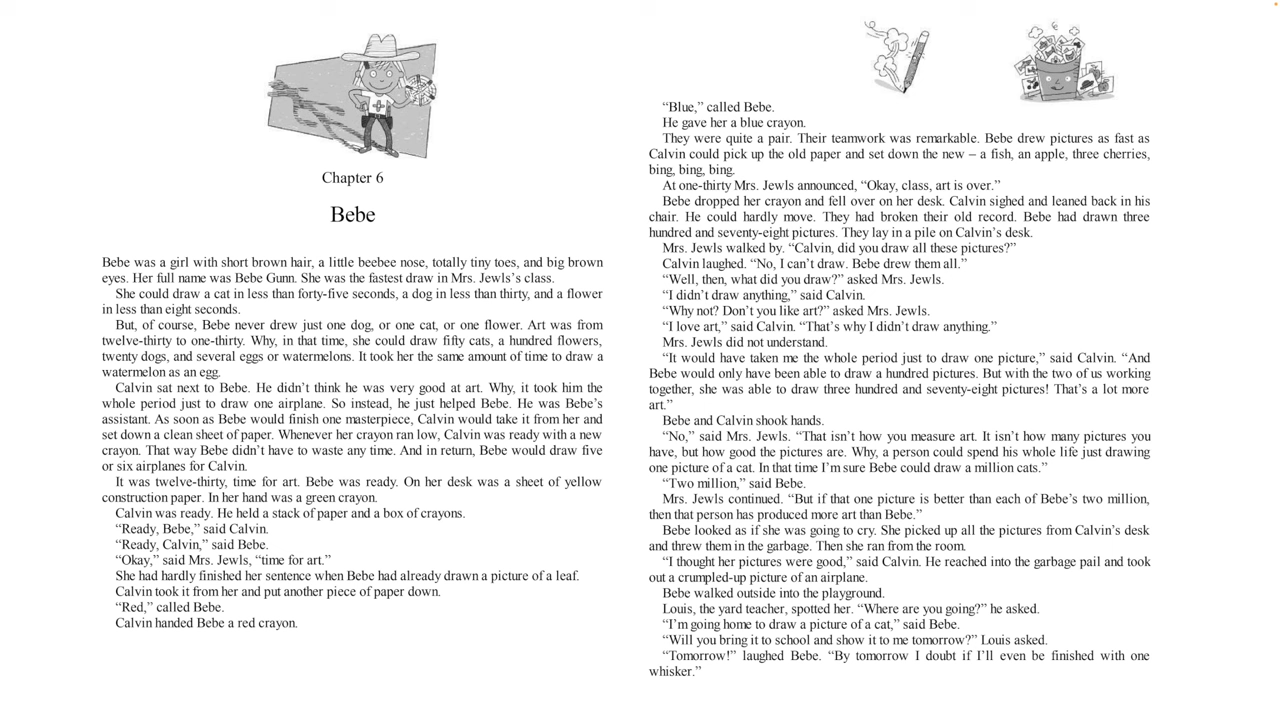 Chapter 6
Bebe
Bebe was a girl with short brown hair, a little beebee nose, totally tiny toes, and big brown
eyes. Her full name was Bebe Gunn. She was the fastest draw in Mrs. Jewls’s class.
She could draw a cat in less than forty-five seconds, a dog in less than thirty, and a flower
in less than eight seconds.
But, of course, Bebe never drew just one dog, or one cat, or one flower. Art was from
twelve-thirty to one-thirty. Why, in that time, she could draw fifty cats, a hundred flowers,
twenty dogs, and several eggs or watermelons. It took her the same amount of time to draw a
watermelon as an egg.
Calvin sat next to Bebe. He didn’t think he was very good at art. Why, it took him the
whole period just to draw one airplane. So instead, he just helped Bebe. He was Bebe’s
assistant. As soon as Bebe would finish one masterpiece, Calvin would take it from her and
set down a clean sheet of paper. Whenever her crayon ran low, Calvin was ready with a new
crayon. That way Bebe didn’t have to waste any time. And in return, Bebe would draw five
or six airplanes for Calvin.
It was twelve-thirty, time for art. Bebe was ready. On her desk was a sheet of yellow
construction paper. In her hand was a green crayon.
Calvin was ready. He held a stack of paper and a box of crayons.
“Ready, Bebe,” said Calvin.
“Ready, Calvin,” said Bebe.
“Okay,” said Mrs. Jewls, “time for art.”
She had hardly finished her sentence when Bebe had already drawn a picture of a leaf.
Calvin took it from her and put another piece of paper down.
“Red,” called Bebe.
Calvin handed Bebe a red crayon.
“Blue,” called Bebe.
He gave her a blue crayon.
They were quite a pair. Their teamwork was remarkable. Bebe drew pictures as fast as
Calvin could pick up the old paper and set down the new – a fish, an apple, three cherries,
bing, bing, bing.
At one-thirty Mrs. Jewls announced, “Okay, class, art is over.”
Bebe dropped her crayon and fell over on her desk. Calvin sighed and leaned back in his
chair. He could hardly move. They had broken their old record. Bebe had drawn three
hundred and seventy-eight pictures. They lay in a pile on Calvin’s desk.
Mrs. Jewls walked by. “Calvin, did you draw all these pictures?”
Calvin laughed. “No, I can’t draw. Bebe drew them all.”
“Well, then, what did you draw?” asked Mrs. Jewls.
“I didn’t draw anything,” said Calvin.
“Why not? Don’t you like art?” asked Mrs. Jewls.
“I love art,” said Calvin. “That’s why I didn’t draw anything.”
Mrs. Jewls did not understand.
“It would have taken me the whole period just to draw one picture,” said Calvin. “And
Bebe would only have been able to draw a hundred pictures. But with the two of us working
together, she was able to draw three hundred and seventy-eight pictures! That’s a lot more
art.”
Bebe and Calvin shook hands.
“No,” said Mrs. Jewls. “That isn’t how you measure art. It isn’t how many pictures you
have, but how good the pictures are. Why, a person could spend his whole life just drawing
one picture of a cat. In that time I’m sure Bebe could draw a million cats.”
“Two million,” said Bebe.
Mrs. Jewls continued. “But if that one picture is better than each of Bebe’s two million,
then that person has produced more art than Bebe.”
Bebe looked as if she was going to cry. She picked up all the pictures from Calvin’s desk
and threw them in the garbage. Then she ran from the room.
“I thought her pictures were good,” said Calvin. He reached into the garbage pail and took
out a crumpled-up picture of an airplane.
Bebe walked outside into the playground.
Louis, the yard teacher, spotted her. “Where are you going?” he asked.
“I’m going home to draw a picture of a cat,” said Bebe.
“Will you bring it to school and show it to me tomorrow?” Louis asked.
“Tomorrow!” laughed Bebe. “By tomorrow I doubt if I’ll even be finished with one
whisker.”